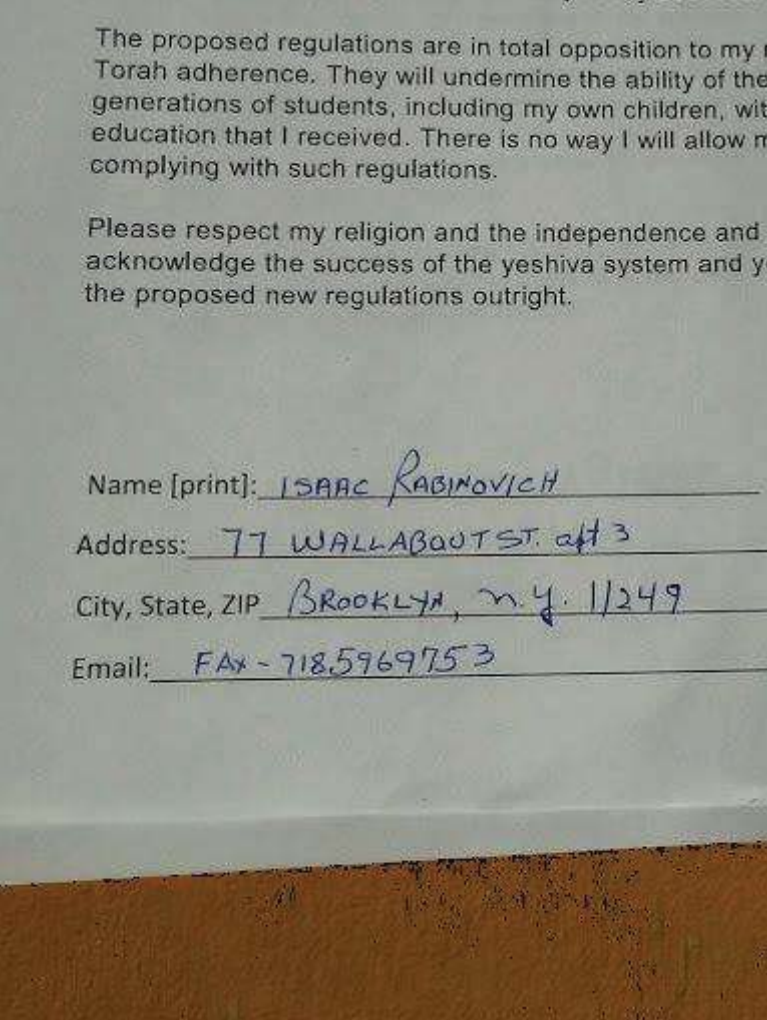 The proposed regulations are in total opposition to my
Torah adherence. They will undermine the ability of the
generations of students, including my own children, wit
education that I received. There is no way I will allow m
complying with such regulations.
Please respect my religion and the independence and
acknowledge the success of the yeshiva system and y
the proposed new regulations outright.
Name [print]: ISAAC RABINOVICH
Address: 77 WALLABOUT ST. apt 3
City, State, ZIP BROOKLYN, n.y. 11249
Email: FAX - 718.5969753